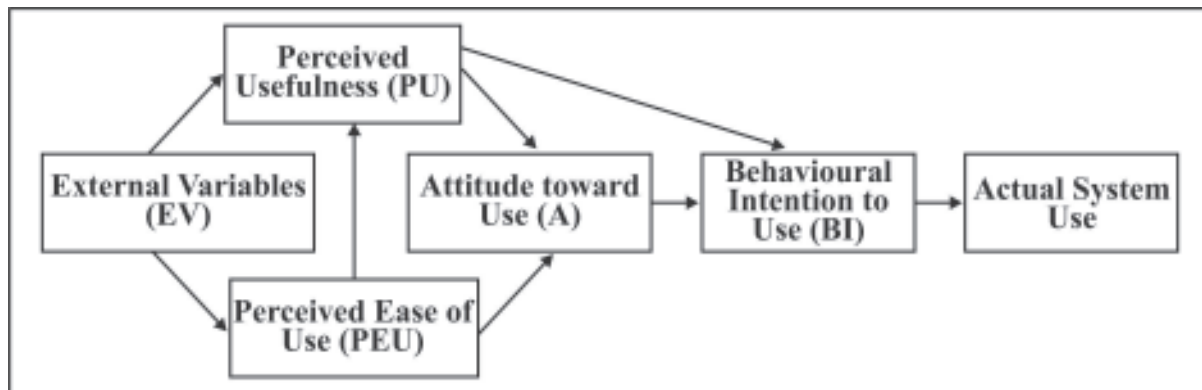 Perceived
Usefulness (PU)
External Variables
(EV)
Attitude toward
Use (A)
Behavioural
Intention to
Use (BI)
Actual System
Use
Perceived Ease of
Use (PEU)